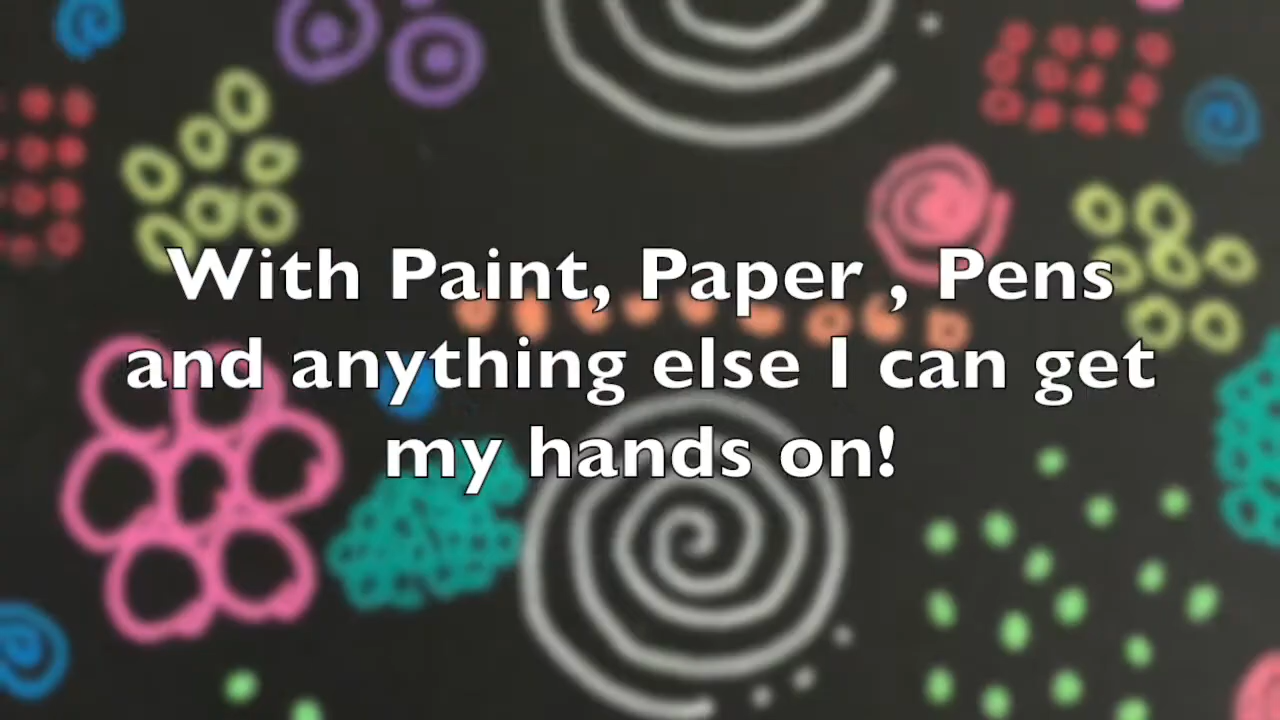 With Paint, Paper , Pens
and anything else I can get
my hands on!